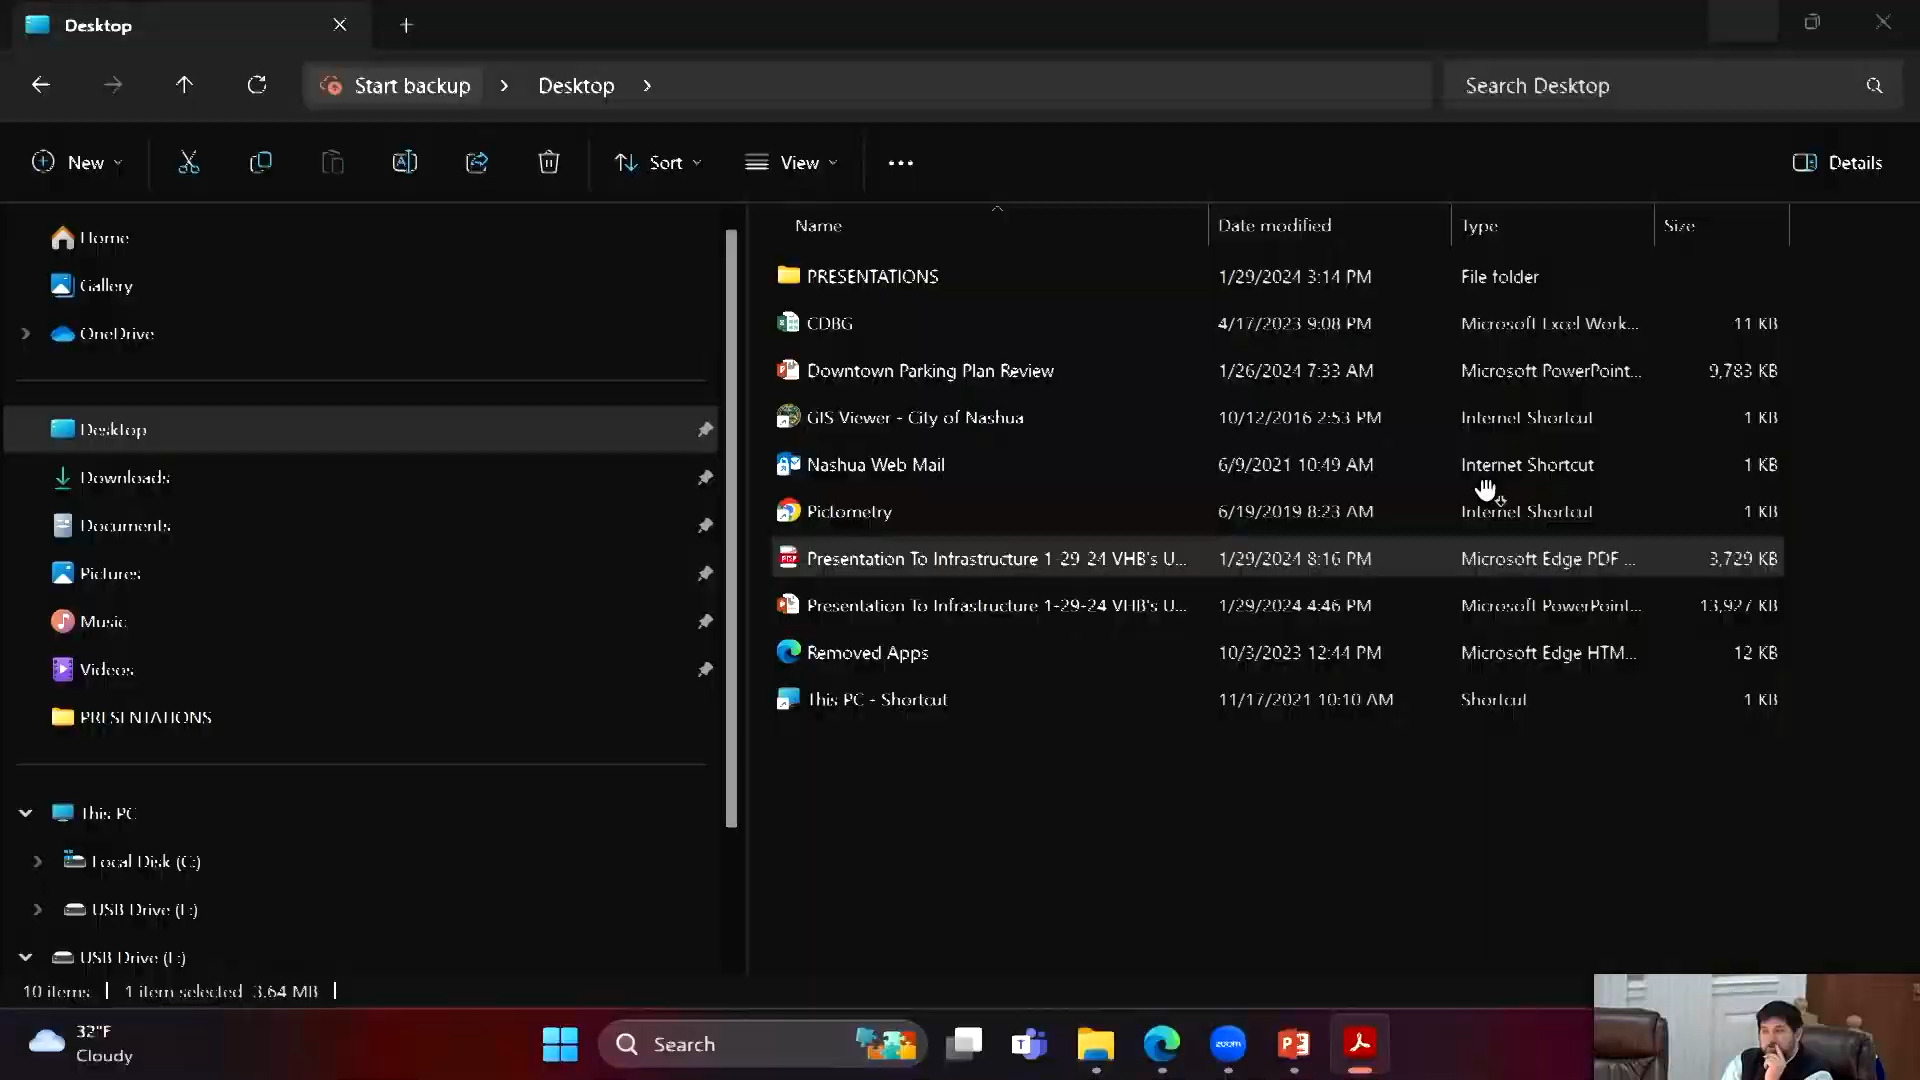 Desktop
Start backup
Desktop
Search Desktop
New
Sort
View
Details
Home
Gallery
OneDrive
Desktop
Downloads
Documents
Pictures
Music
Videos
PRESENTATIONS
This PC
Local Disk (C:)
USB Drive
USB Drive
Name Date modified Type Size
PRESENTATIONS 1/29/2024 3:14 PM File folder
CDBG 4/17/2023 9:08 PM Microsoft Excel Work... 11 KB
Downtown Parking Plan Review 1/26/2024 7:33 AM Microsoft PowerPoint... 9,783 KB
GIS Viewer - City of Nashua 10/12/2016 2:53 PM Internet Shortcut 1 KB
Nashua Web Mail 6/9/2021 10:49 AM Internet Shortcut 1 KB
Pictometry 6/19/2019 8:23 AM Internet Shortcut 1 KB
Presentation To Infrastructure 1-29-24 VHB's U... 1/29/2024 8:16 PM Microsoft Edge PDF ... 3,729 KB
Presentation To Infrastructure 1-29-24 VHB's U... 1/29/2024 4:46 PM Microsoft PowerPoint... 13,927 KB
Removed Apps 10/3/2023 12:44 PM Microsoft Edge HTM... 12 KB
This PC - Shortcut 11/17/2021 10:10 AM Shortcut 1 KB
10 items 1 item selected 3.64 MB
32°F
Cloudy
Search
zoom